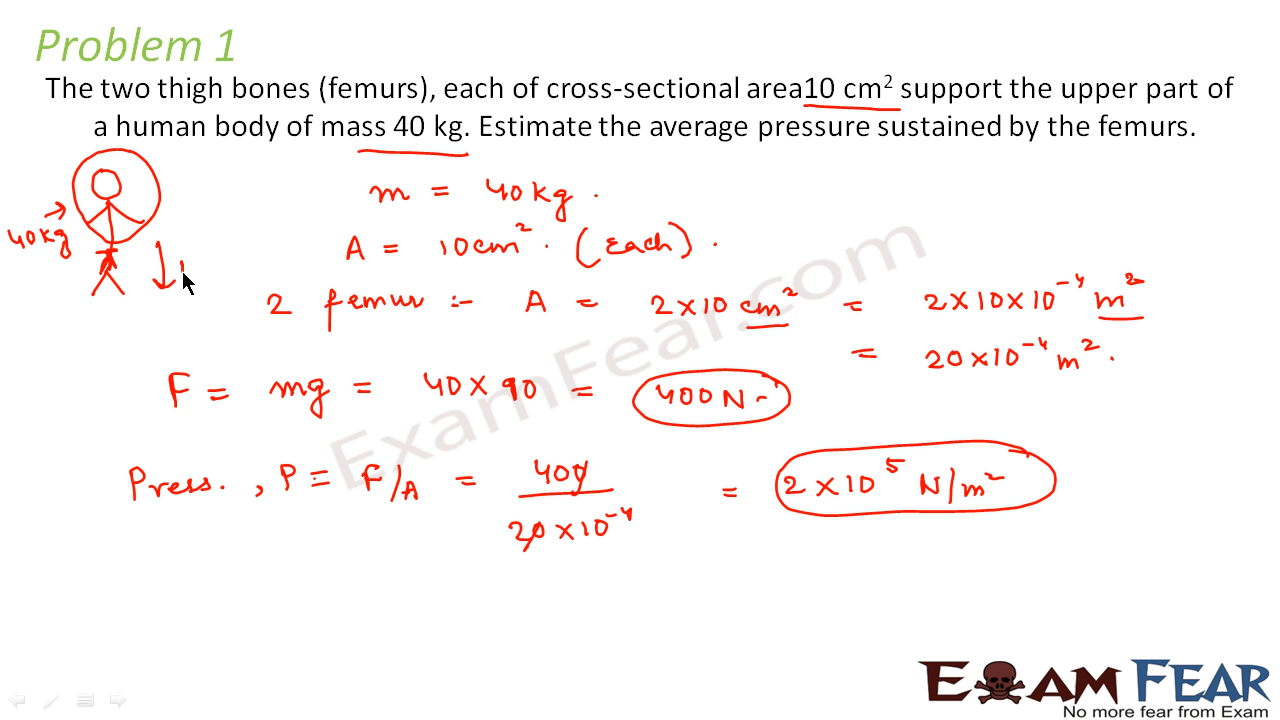 Problem 1
The two thigh bones (femurs), each of cross-sectional area10 cm² support the upper part of
a human body of mass 40 kg. Estimate the average pressure sustained by the femurs.
m = 40 kg.
40kg
A = 10cm². (Each).
2 femur :- A = 2×10 cm² = 2×10×10⁻⁴ m²
= 20×10⁻⁴ m².
F = mg = 40 × 90 = 400N
Press., P = F/A = 400 / 20×10⁻⁴ = 2×10⁵ N/m²
ExamFear.com
EXAM FEAR
No more fear from Exam